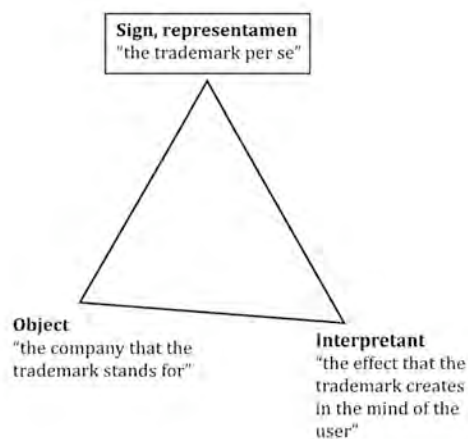 Sign, representamen
“the trademark per se”
Object
“the company that the
trademark stands for”
Interpretant
“the effect that the
trademark creates
in the mind of the
user”